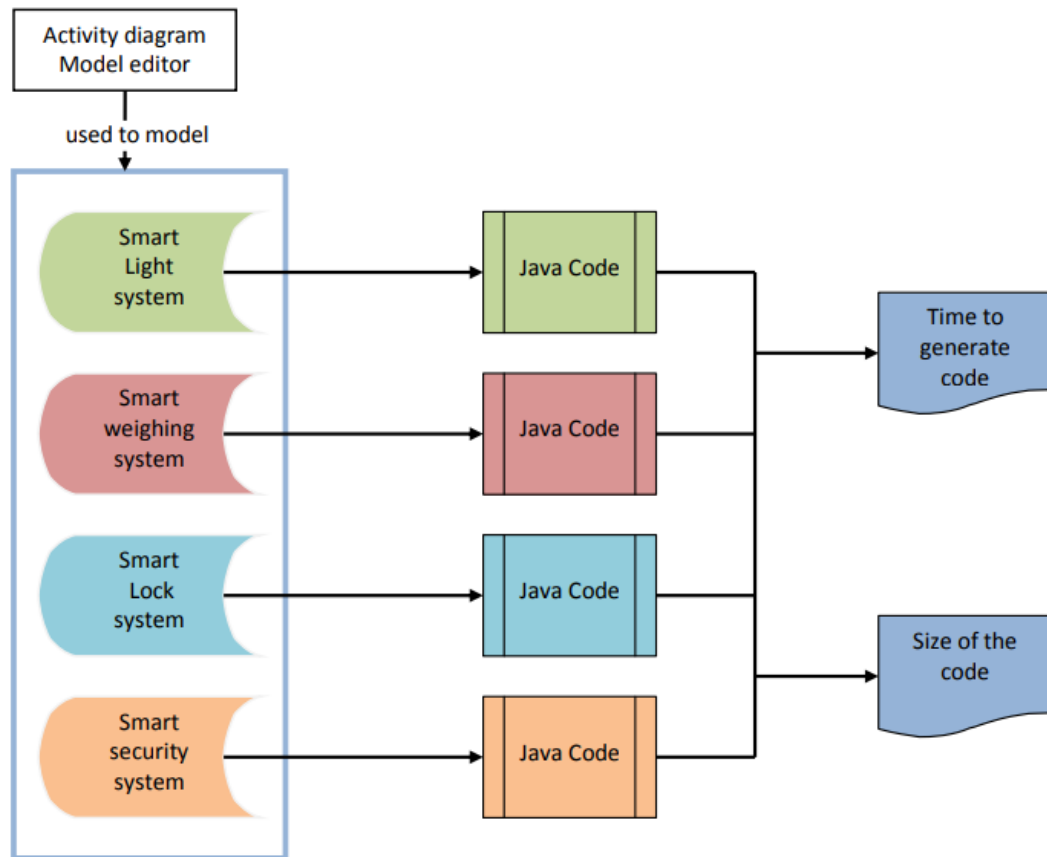 Activity diagram
Model editor
used to model
Smart
Light
system
Java Code
Smart
weighing
system
Java Code
Smart
Lock
system
Java Code
Smart
security
system
Java Code
Time to
generate
code
Size of the
code